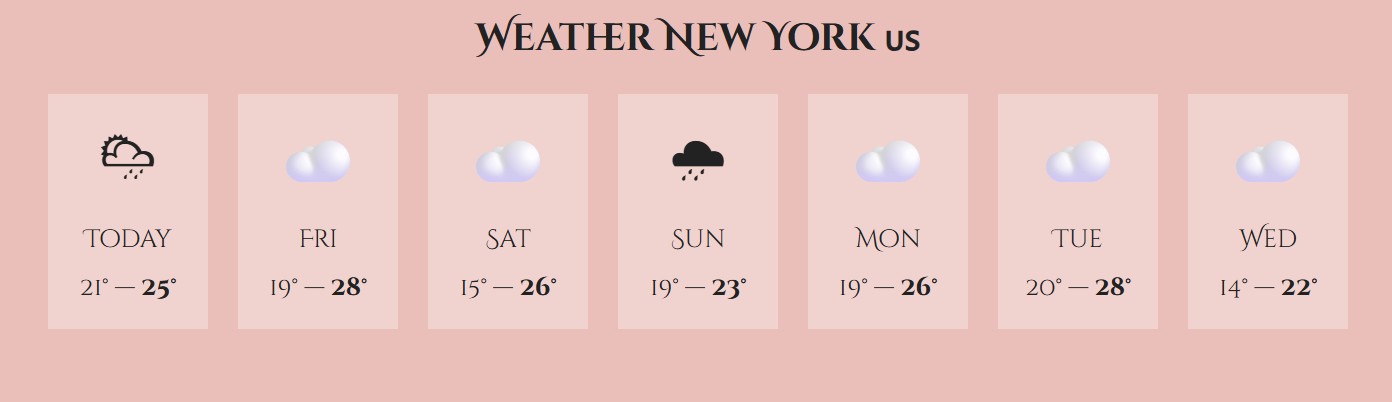 Weather New York US
Today
21° — 25°
Fri
19° — 28°
Sat
15° — 26°
Sun
19° — 23°
Mon
19° — 26°
Tue
20° — 28°
Wed
14° — 22°